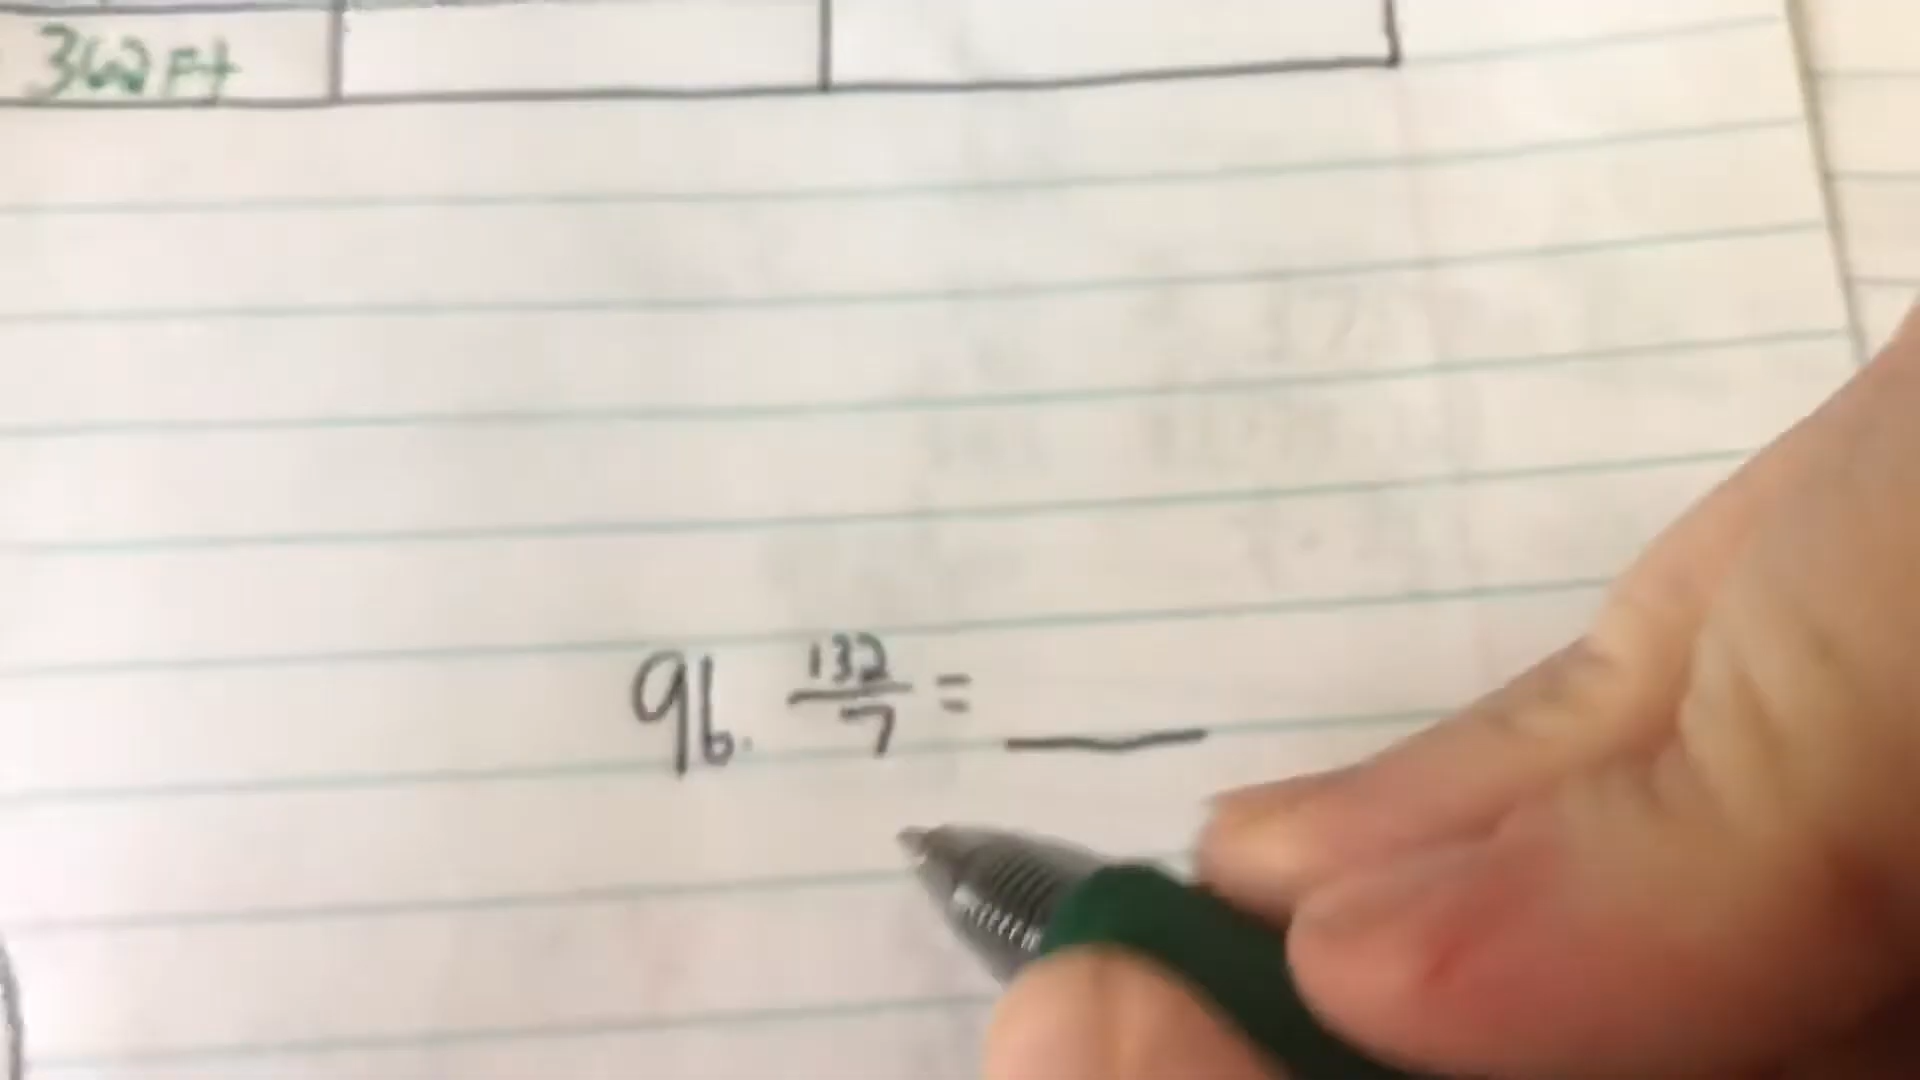 362 Ft
96. 132/7 = ___